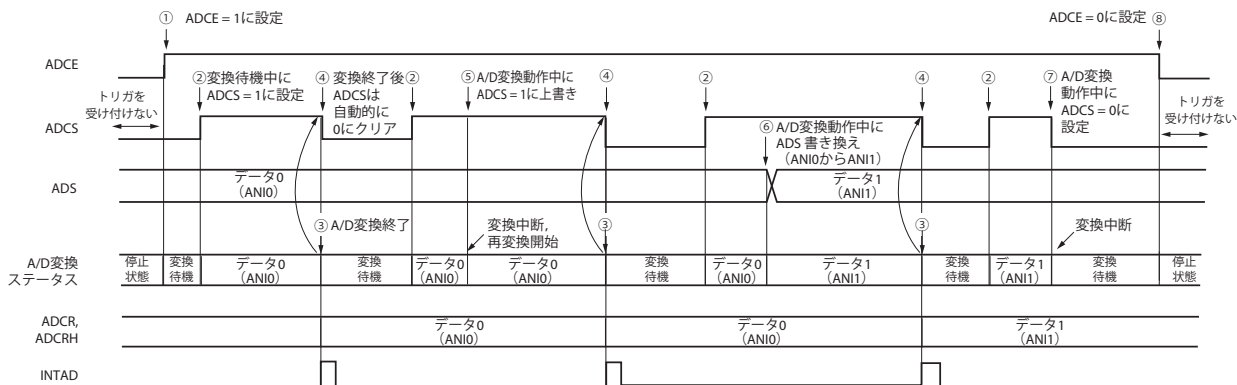 ① ADCE = 1に設定
ADCE = 0に設定 ⑧
ADCE
②変換待機中に
ADCS = 1に設定
④ 変換終了後
ADCSは
自動的に
0にクリア
②
⑤A/D変換動作中に
ADCS = 1に上書き
④
②
④
②
⑦ A/D変換
動作中に
ADCS = 0に
設定
トリガを
受け付けない
トリガを
受け付けない
ADCS
⑥ A/D変換動作中に
ADS 書き換え
(ANI0からANI1)
ADS
データ0
(ANI0)
データ1
(ANI1)
③ A/D変換終了
変換中断,
再変換開始
③
③
変換中断
A/D変換
ステータス
停止
状態
変換
待機
データ0
(ANI0)
変換
待機
データ0
(ANI0)
データ0
(ANI0)
変換
待機
データ0
(ANI0)
データ1
(ANI1)
変換
待機
データ1
(ANI1)
変換
待機
停止
状態
ADCR,
ADCRH
データ0
(ANI0)
データ0
(ANI0)
データ1
(ANI1)
INTAD